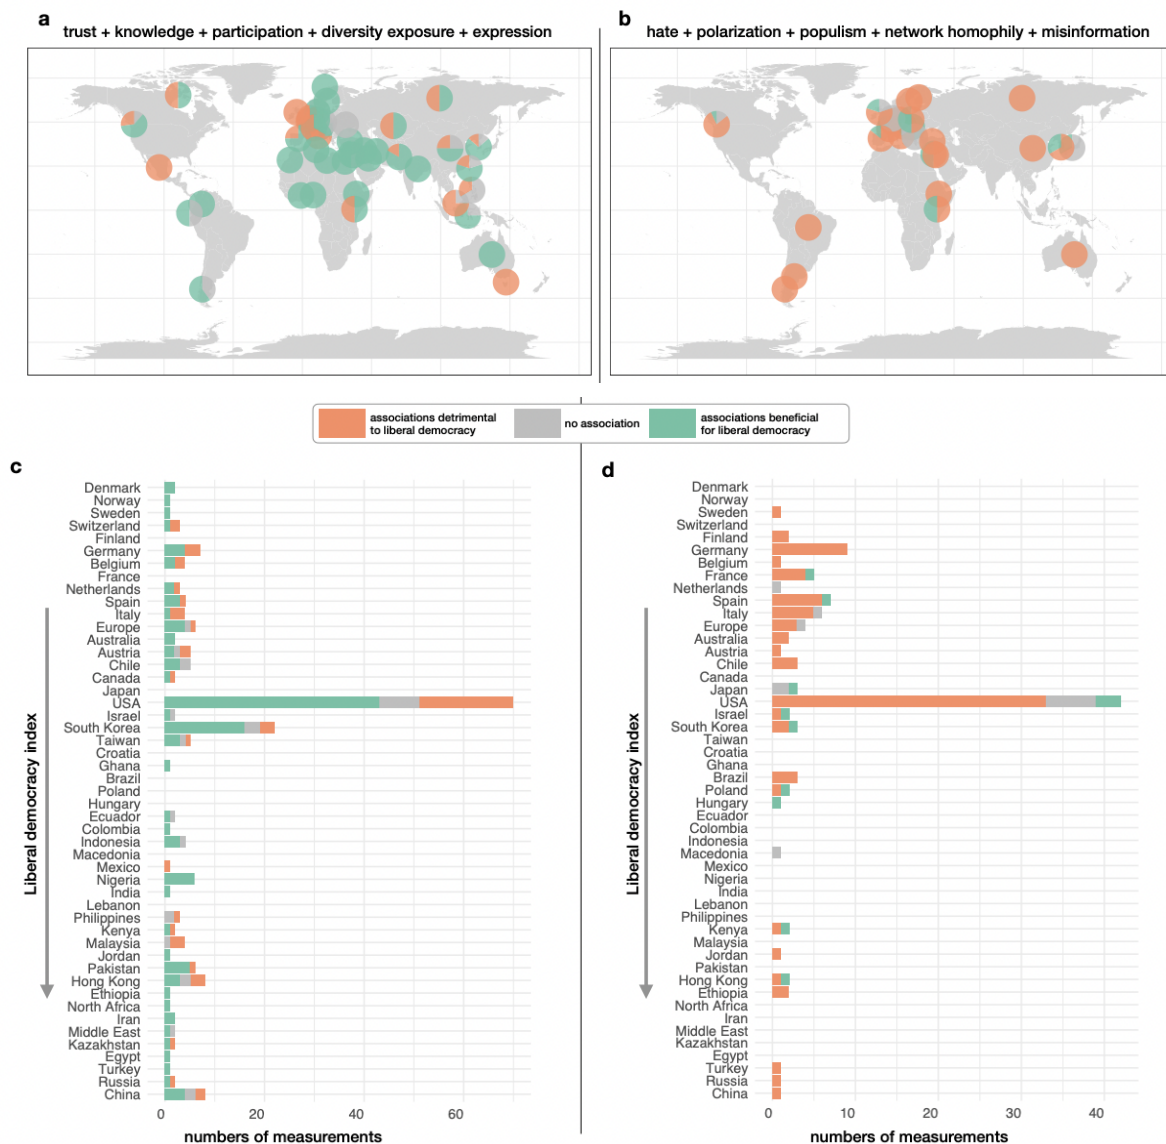 a
trust + knowledge + participation + diversity exposure + expression
b
hate + polarization + populism + network homophily + misinformation
associations detrimental
to liberal democracy
no association
associations beneficial
for liberal democracy
c
Denmark
Norway
Sweden
Switzerland
Finland
Germany
Belgium
France
Netherlands
Spain
Italy
Europe
Australia
Austria
Chile
Canada
Japan
USA
Israel
South Korea
Taiwan
Croatia
Ghana
Brazil
Poland
Hungary
Ecuador
Colombia
Indonesia
Macedonia
Mexico
Nigeria
India
Lebanon
Philippines
Kenya
Malaysia
Jordan
Pakistan
Hong Kong
Ethiopia
North Africa
Iran
Middle East
Kazakhstan
Egypt
Turkey
Russia
China
Liberal democracy index
0 20 40 60
numbers of measurements
d
Denmark
Norway
Sweden
Switzerland
Finland
Germany
Belgium
France
Netherlands
Spain
Italy
Europe
Australia
Austria
Chile
Canada
Japan
USA
Israel
South Korea
Taiwan
Croatia
Ghana
Brazil
Poland
Hungary
Ecuador
Colombia
Indonesia
Macedonia
Mexico
Nigeria
India
Lebanon
Philippines
Kenya
Malaysia
Jordan
Pakistan
Hong Kong
Ethiopia
North Africa
Iran
Middle East
Kazakhstan
Egypt
Turkey
Russia
China
Liberal democracy index
0 10 20 30 40
numbers of measurements